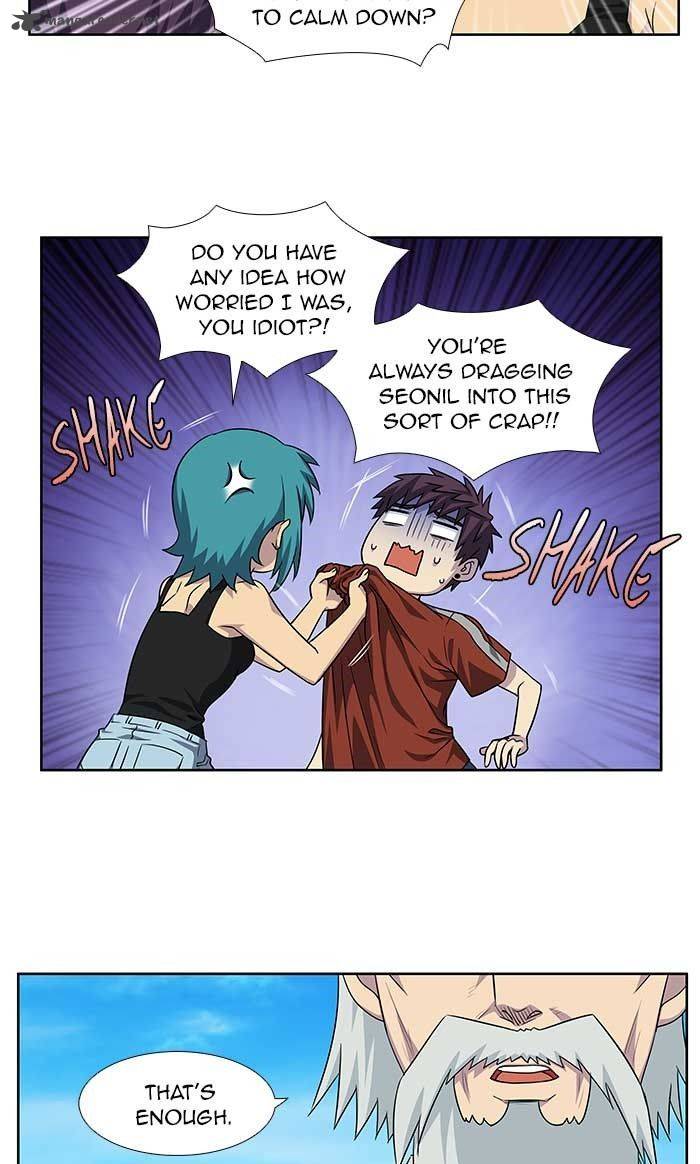 TO CALM DOWN?
DO YOU HAVE
ANY IDEA HOW
WORRIED I WAS,
YOU IDIOT?!
YOU'RE
ALWAYS DRAGGING
SEONIL INTO THIS
SORT OF CRAP!!
SHAKE
SHAKE
THAT'S
ENOUGH.